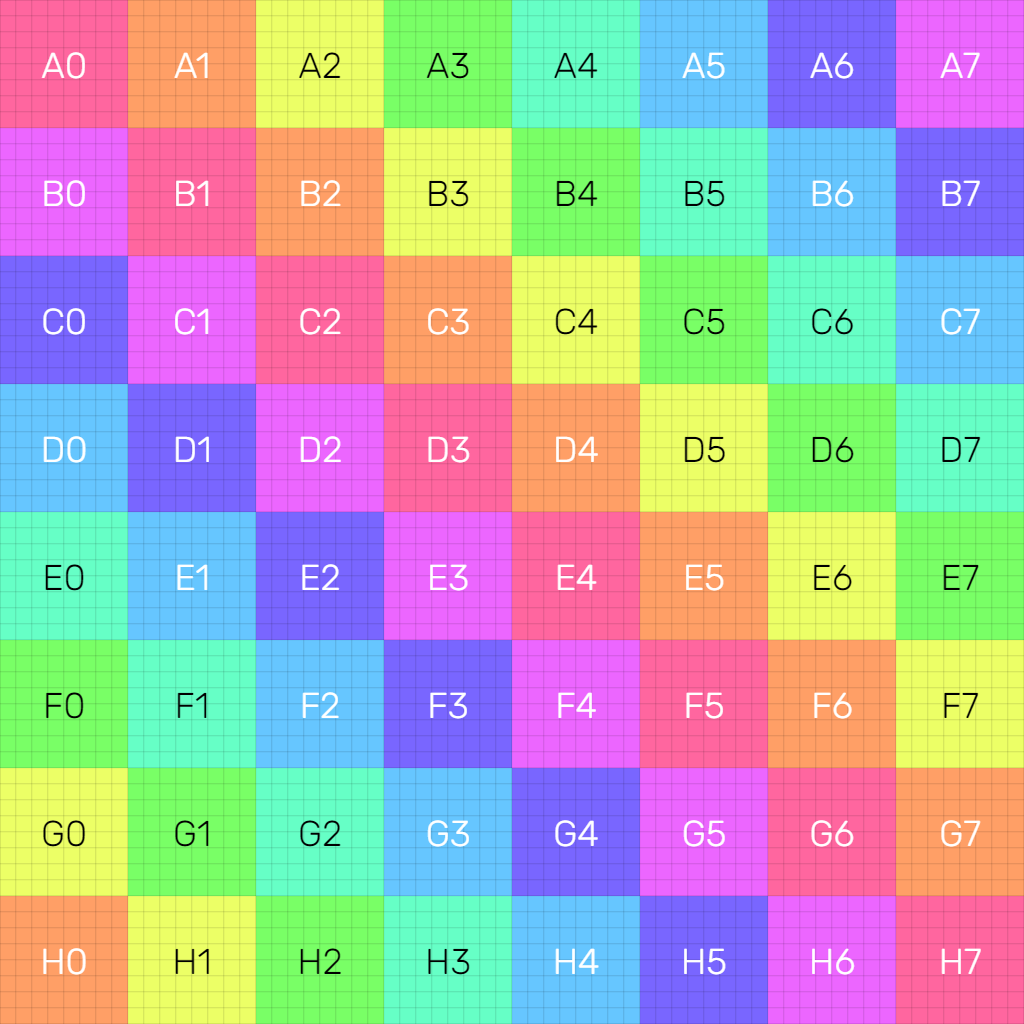 A0 A1 A2 A3 A4 A5 A6 A7
B0 B1 B2 B3 B4 B5 B6 B7
C0 C1 C2 C3 C4 C5 C6 C7
D0 D1 D2 D3 D4 D5 D6 D7
E0 E1 E2 E3 E4 E5 E6 E7
F0 F1 F2 F3 F4 F5 F6 F7
G0 G1 G2 G3 G4 G5 G6 G7
H0 H1 H2 H3 H4 H5 H6 H7